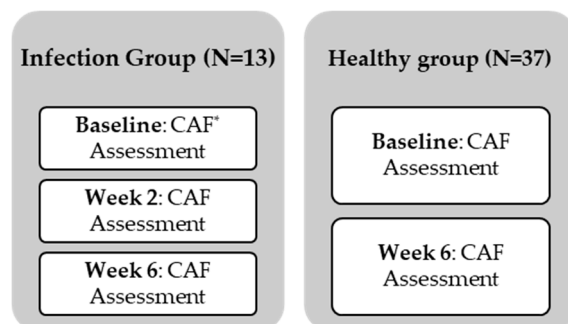 Infection Group (N=13)
Baseline: CAF*
Assessment
Week 2: CAF
Assessment
Week 6: CAF
Assessment
Healthy group (N=37)
Baseline: CAF
Assessment
Week 6: CAF
Assessment